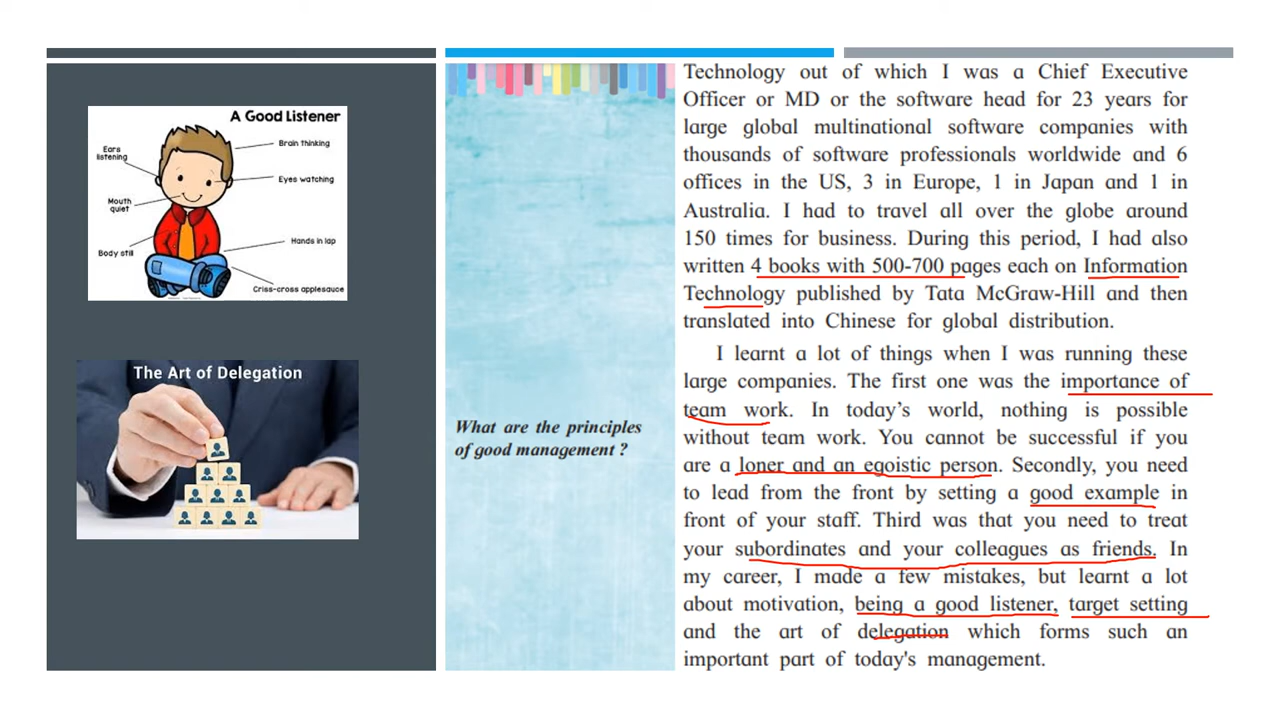 A Good Listener
Ears
listening
Brain thinking
Eyes watching
Mouth
quiet
Body still
Hands in lap
Criss-cross applesauce
The Art of Delegation
What are the principles
of good management ?
Technology out of which I was a Chief Executive
Officer or MD or the software head for 23 years for
large global multinational software companies with
thousands of software professionals worldwide and 6
offices in the US, 3 in Europe, 1 in Japan and 1 in
Australia. I had to travel all over the globe around
150 times for business. During this period, I had also
written 4 books with 500-700 pages each on Information
Technology published by Tata McGraw-Hill and then
translated into Chinese for global distribution.
I learnt a lot of things when I was running these
large companies. The first one was the importance of
team work. In today's world, nothing is possible
without team work. You cannot be successful if you
are a loner and an egoistic person. Secondly, you need
to lead from the front by setting a good example in
front of your staff. Third was that you need to treat
your subordinates and your colleagues as friends. In
my career, I made a few mistakes, but learnt a lot
about motivation, being a good listener, target setting
and the art of delegation which forms such an
important part of today's management.